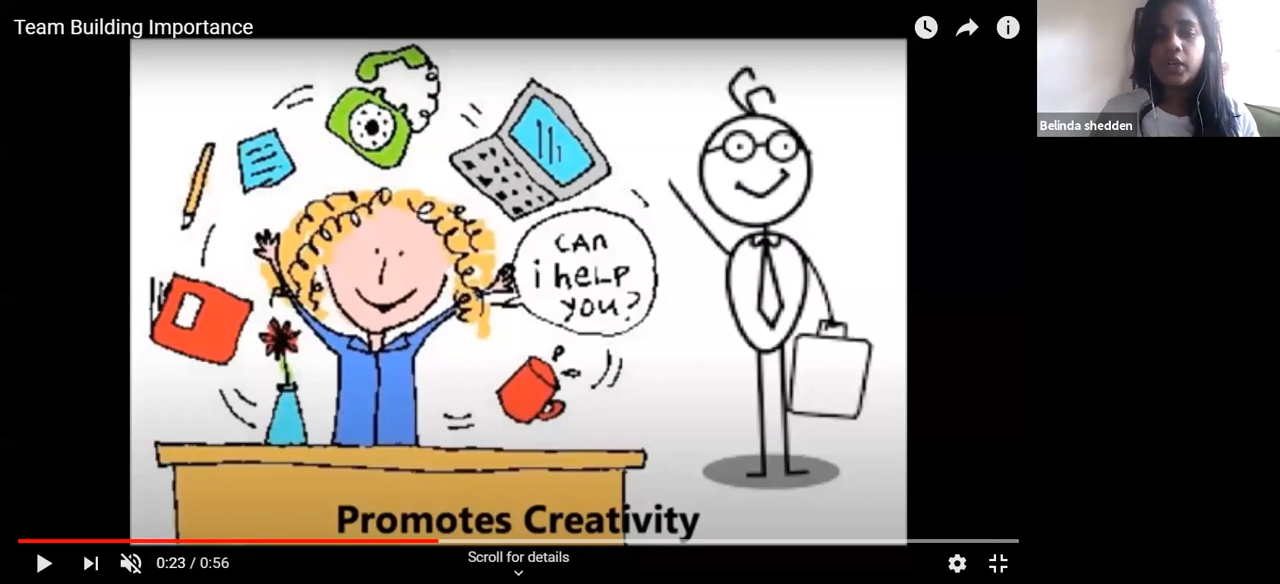 Team Building Importance
Belinda shedden
CAn
i heLp
you?
Promotes Creativity
Scroll for details
0:23 / 0:56